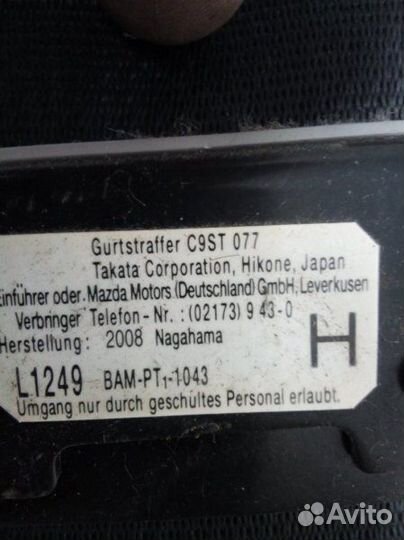 Gurtstraffer C9ST 077
Takata Corporation, Hikone, Japan
Einführer oder Mazda Motors (Deutschland) GmbH, Leverkusen
Verbringer Telefon-Nr.: (02173) 9 43-0
Herstellung: 2008 Nagahama
H
L1249 BAM-PT1-1043
Umgang nur durch geschültes Personal erlaubt.
Avito